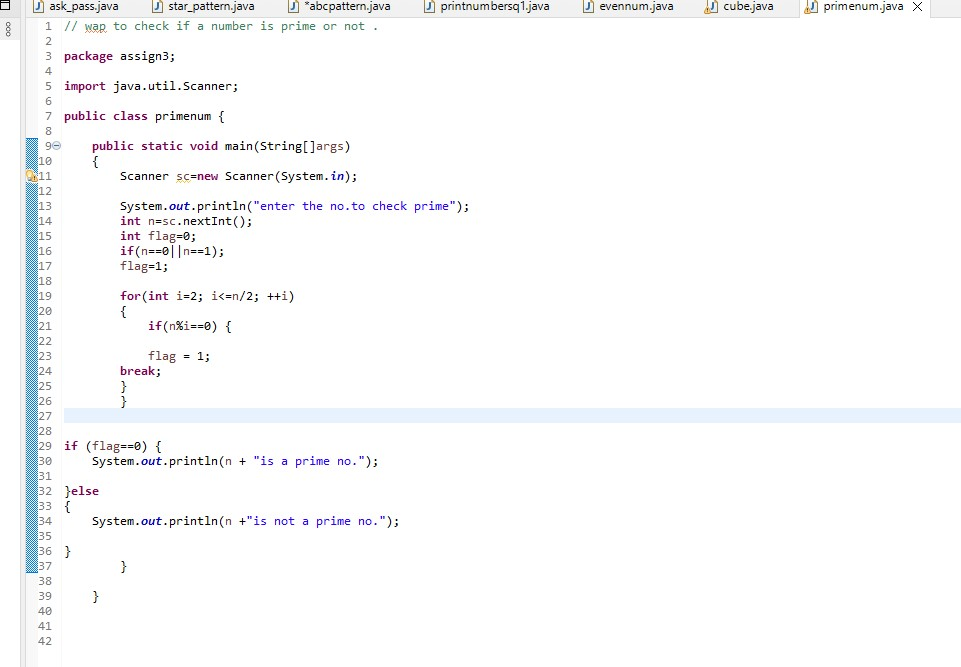 ask_pass.java star_pattern.java *abcpattern.java printnumbersq1.java evennum.java cube.java primenum.java
1 // wap to check if a number is prime or not .
2
3 package assign3;
4
5 import java.util.Scanner;
6
7 public class primenum {
8
9 public static void main(String[]args)
10 {
11 Scanner sc=new Scanner(System.in);
12
13 System.out.println("enter the no.to check prime");
14 int n=sc.nextInt();
15 int flag=0;
16 if(n==0||n==1);
17 flag=1;
18
19 for(int i=2; i<=n/2; ++i)
20 {
21 if(n%i==0) {
22
23 flag = 1;
24 break;
25 }
26 }
27
28
29 if (flag==0) {
30 System.out.println(n + "is a prime no.");
31
32 }else
33 {
34 System.out.println(n +"is not a prime no.");
35
36 }
37 }
38
39 }
40
41
42